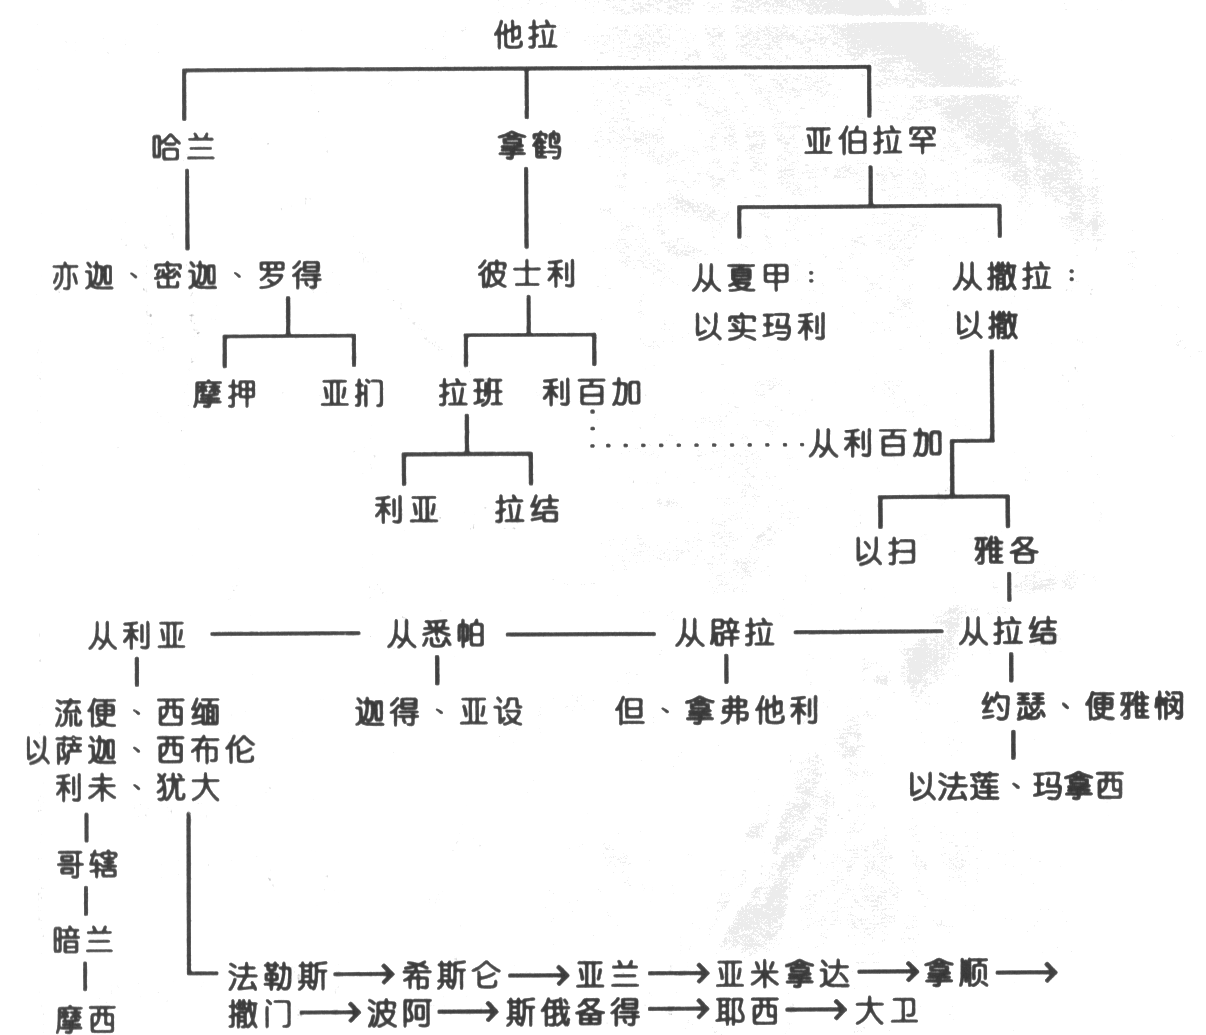 他拉
哈兰 拿鹤 亚伯拉罕
亦迦、密迦、罗得 彼士利 从夏甲： 从撒拉：
以实玛利 以撒
摩押 亚扪 拉班 利百加
从利百加
利亚 拉结
以扫 雅各
从利亚 从悉帕 从辟拉 从拉结
流便、西缅 迦得、亚设 但、拿弗他利 约瑟、便雅悯
以萨迦、西布伦
利未、犹大 以法莲、玛拿西
哥辖
暗兰
法勒斯→希斯仑→亚兰→亚米拿达→拿顺→
摩西 撒门→波阿→斯俄备得→耶西→大卫